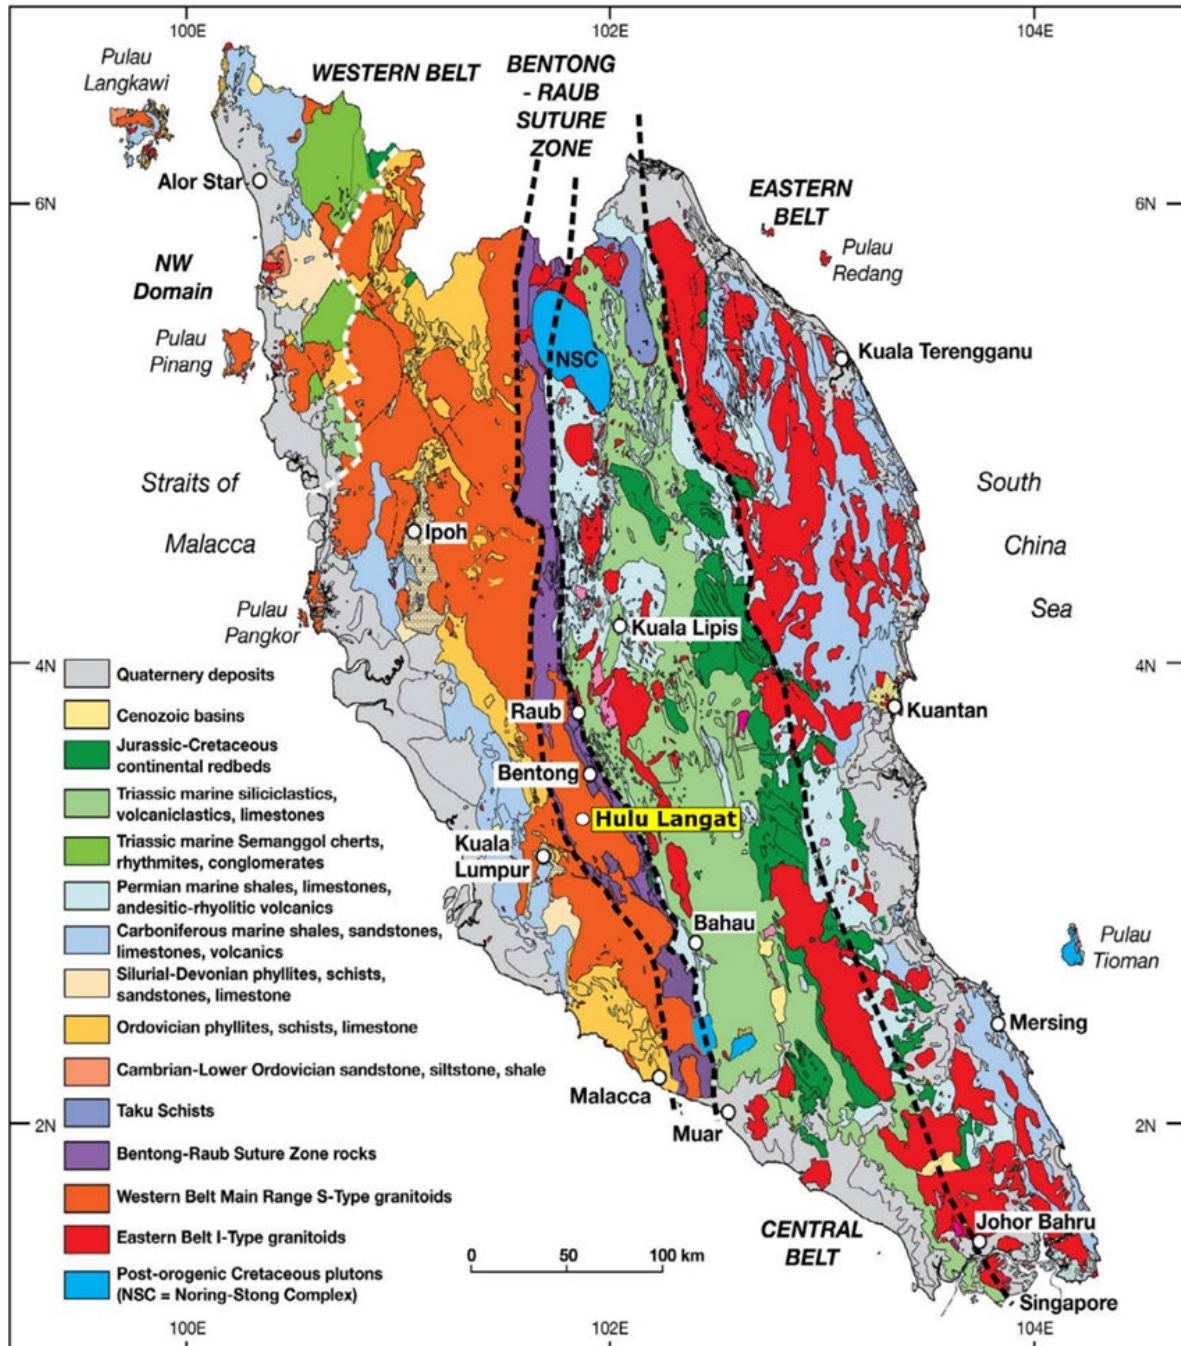 100E
102E
104E
Pulau
Langkawi
WESTERN BELT
BENTONG
- RAUB
SUTURE
ZONE
Alor Star
EASTERN
BELT
6N
6N
Pulau
Redang
NW
Domain
Pulau
Pinang
NSC
Kuala Terengganu
Straits of
Malacca
South
China
Sea
Ipoh
Pulau
Pangkor
Kuala Lipis
4N
4N
Raub
Kuantan
Bentong
Hulu Langat
Kuala
Lumpur
Bahau
Pulau
Tioman
Mersing
Malacca
Muar
2N
2N
Johor Bahru
CENTRAL
BELT
Singapore
Quaternery deposits
Cenozoic basins
Jurassic-Cretaceous
continental redbeds
Triassic marine siliciclastics,
volcaniclastics, limestones
Triassic marine Semanggol cherts,
rhythmites, conglomerates
Permian marine shales, limestones,
andesitic-rhyolitic volcanics
Carboniferous marine shales, sandstones,
limestones, volcanics
Silurial-Devonian phyllites, schists,
sandstones, limestone
Ordovician phyllites, schists, limestone
Cambrian-Lower Ordovician sandstone, siltstone, shale
Taku Schists
Bentong-Raub Suture Zone rocks
Western Belt Main Range S-Type granitoids
Eastern Belt I-Type granitoids
Post-orogenic Cretaceous plutons
(NSC = Noring-Stong Complex)
0 50 100 km
100E
102E
104E